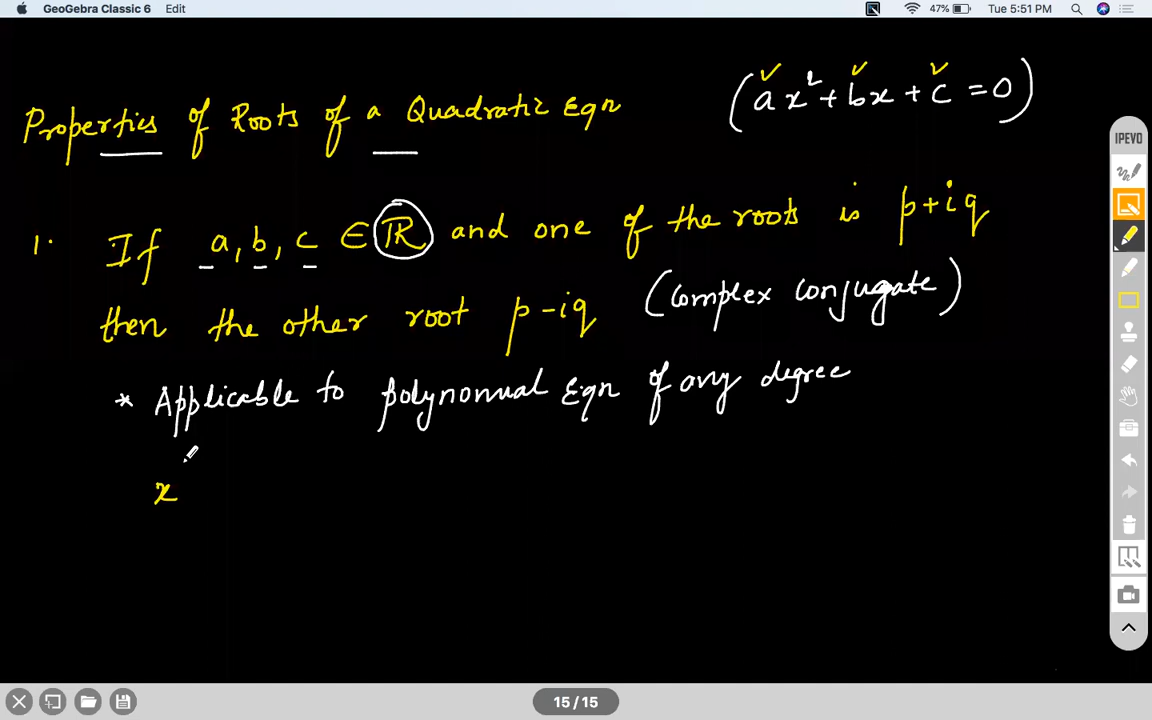 GeoGebra Classic 6 Edit 47% Tue 5:51 PM
Properties of Roots of a Quadratic Eqn (ax² + bx + c = 0)
IPEVO
1. If a, b, c ∈ ℝ and one of the roots is p+iq
then the other root p-iq (complex conjugate)
* Applicable to polynomial Eqn of any degree
x
15/15